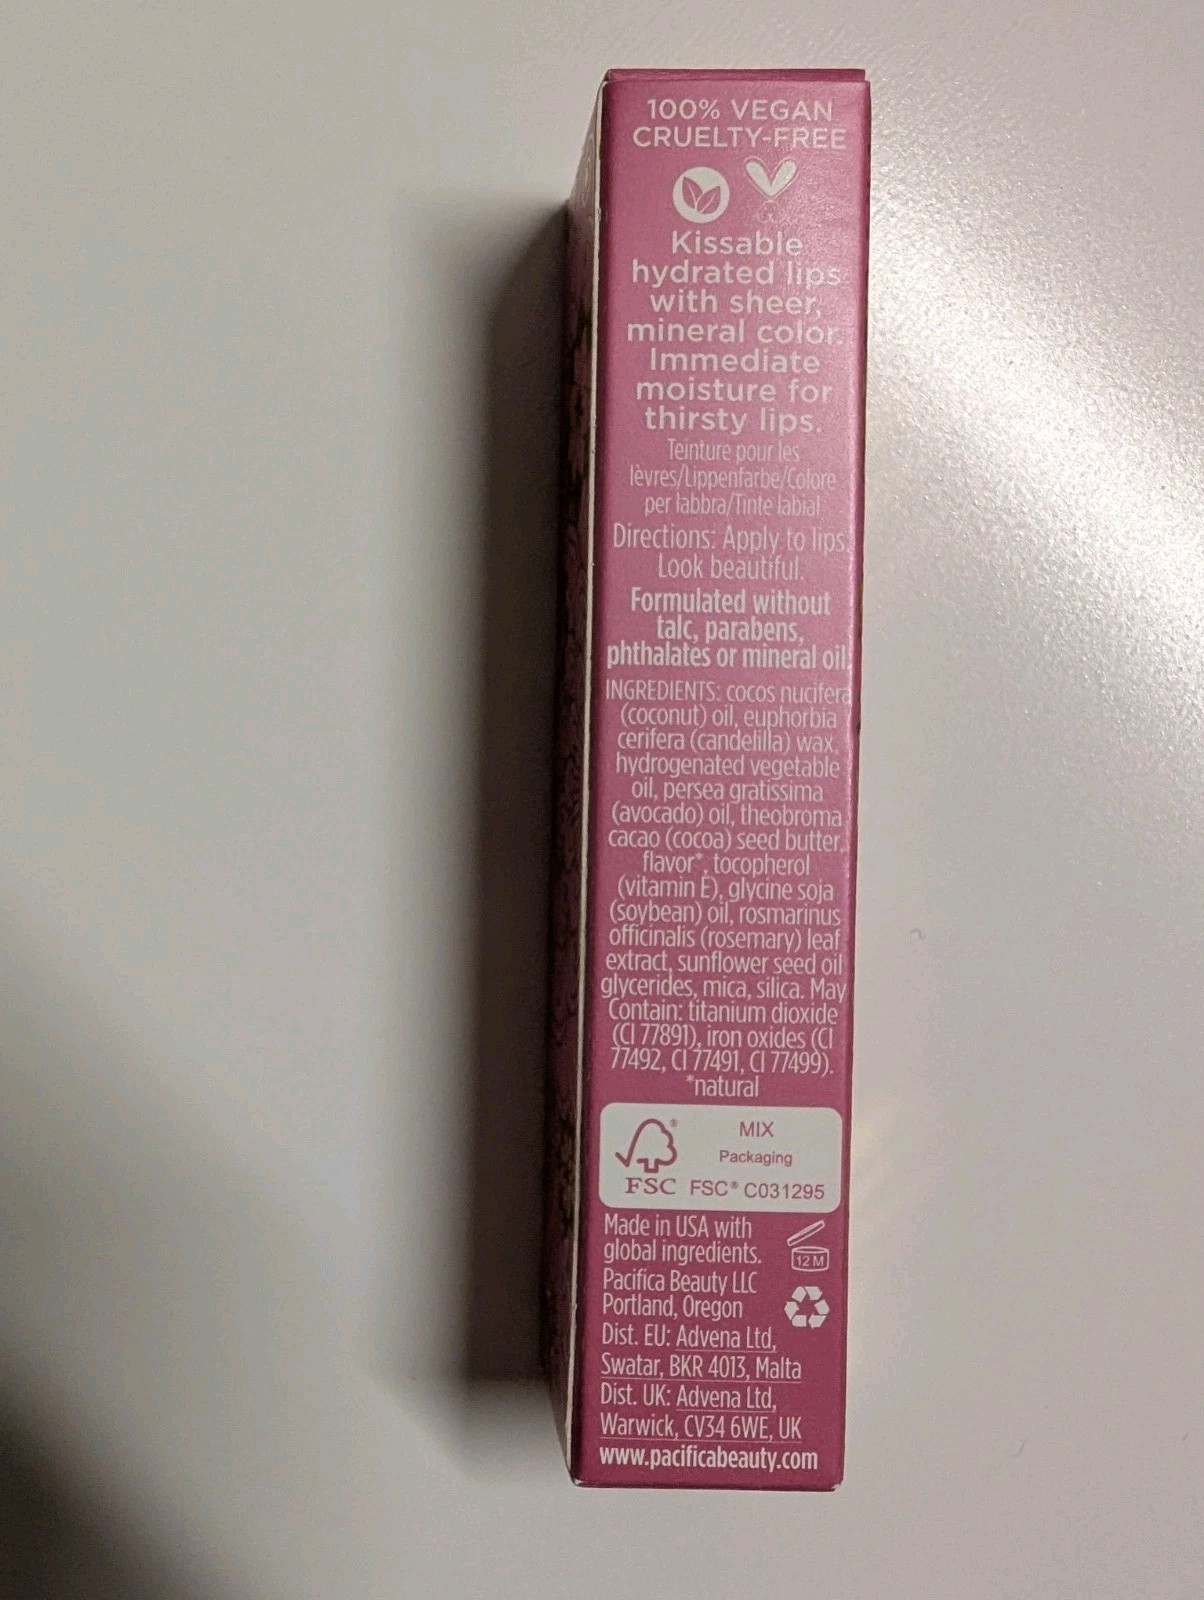 100% VEGAN
CRUELTY-FREE
Kissable
hydrated lips
with sheer,
mineral color.
Immediate
moisture for
thirsty lips.
Teinture pour les
lèvres/Lippenfarbe/Colore
per labbra/Tinte labial
Directions: Apply to lips.
Look beautiful.
Formulated without
talc, parabens,
phthalates or mineral oil.
INGREDIENTS: cocos nucifera
(coconut) oil, euphorbia
cerifera (candelilla) wax,
hydrogenated vegetable
oil, persea gratissima
(avocado) oil, theobroma
cacao (cocoa) seed butter,
flavor*, tocopherol
(vitamin E), glycine soja
(soybean) oil, rosmarinus
officinalis (rosemary) leaf
extract, sunflower seed oil
glycerides, mica, silica. May
Contain: titanium dioxide
(CI 77891), iron oxides (CI
77492, CI 77491, CI 77499).
*natural
MIX
Packaging
FSC® C031295
FSC ®
Made in USA with
global ingredients.
12 M
Pacifica Beauty LLC
Portland, Oregon
Dist. EU: Advena Ltd,
Swatar, BKR 4013, Malta
Dist. UK: Advena Ltd,
Warwick, CV34 6WE, UK
www.pacificabeauty.com